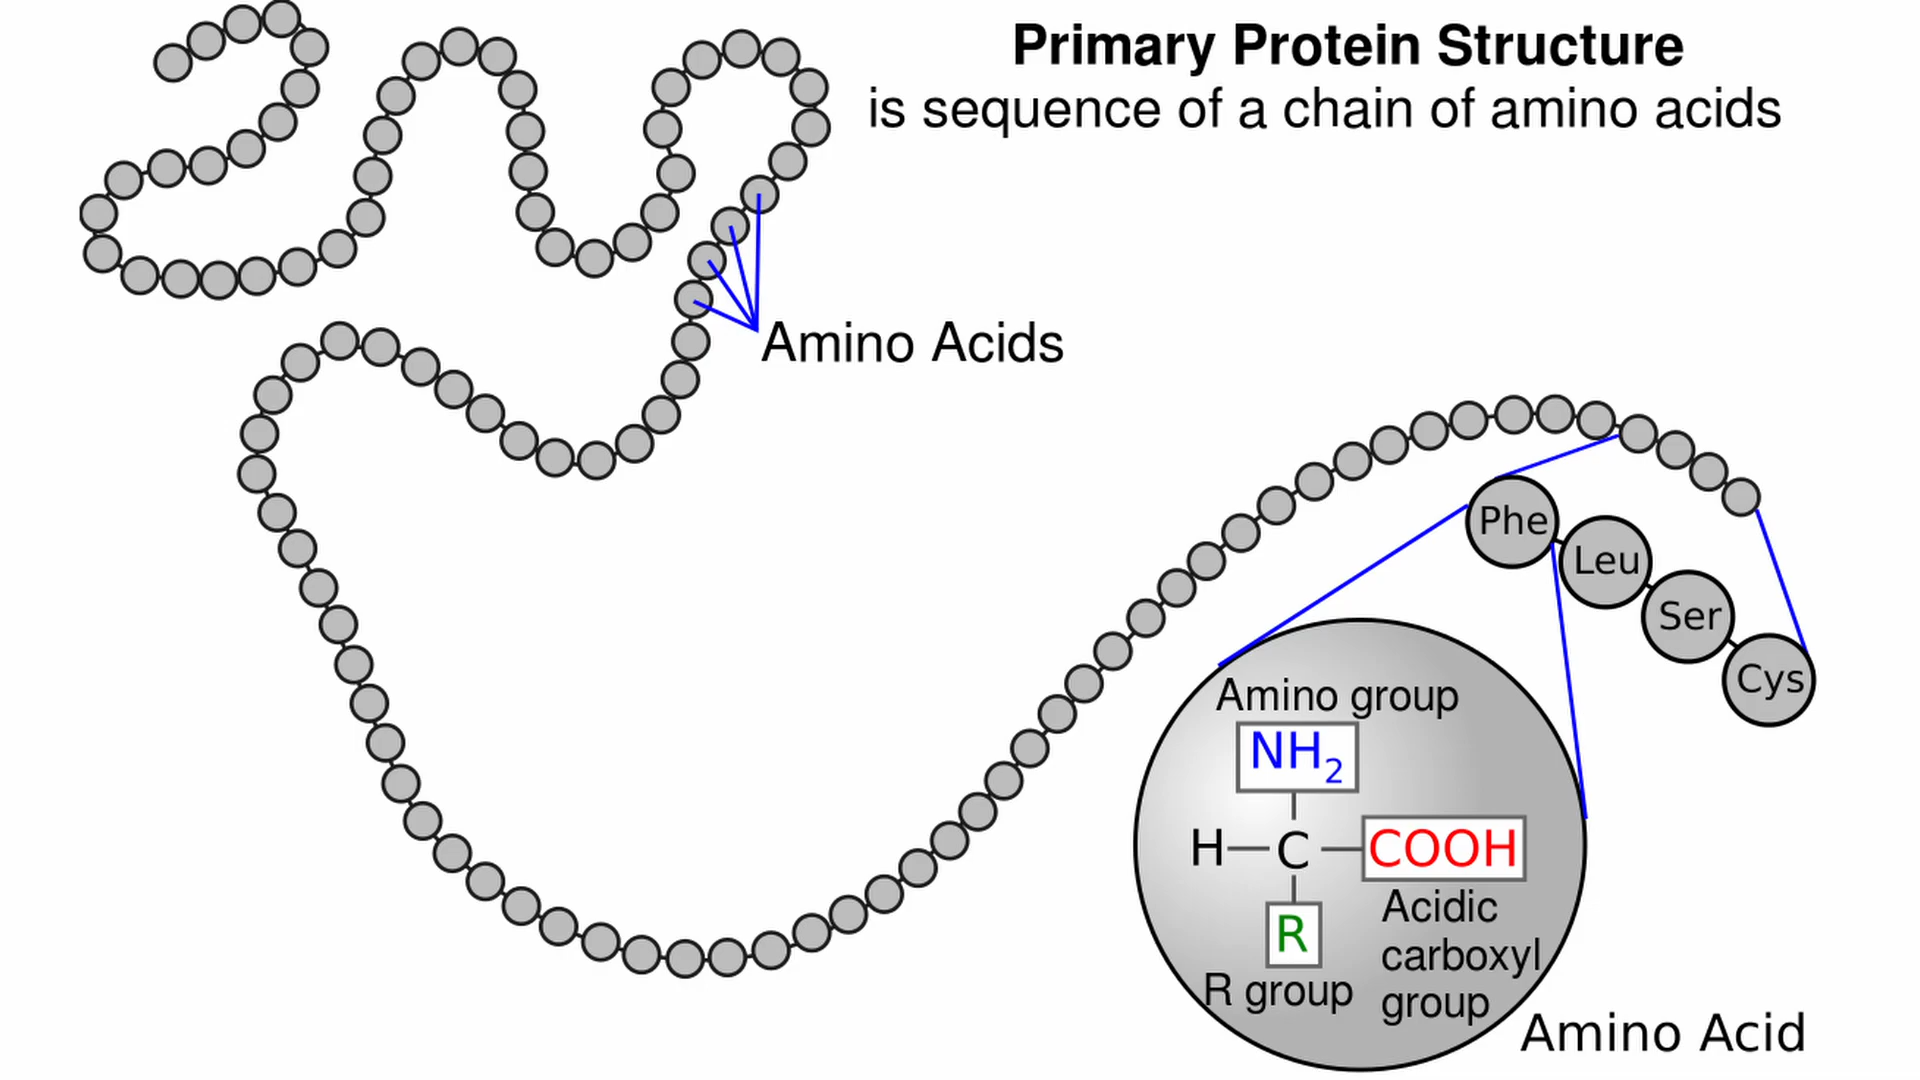 Primary Protein Structure
is sequence of a chain of amino acids
Amino Acids
Phe
Leu
Ser
Cys
Amino group
NH₂
H
C
COOH
R
Acidic
carboxyl
group
R group
Amino Acid